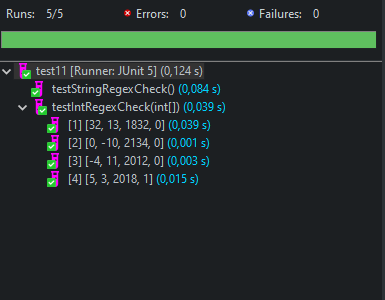 Runs: 5/5 Errors: 0 Failures: 0
test11 [Runner: JUnit 5] (0,124 s)
testStringRegexCheck() (0,084 s)
testIntRegexCheck(int[]) (0,039 s)
[1] [32, 13, 1832, 0] (0,039 s)
[2] [0, -10, 2134, 0] (0,001 s)
[3] [-4, 11, 2012, 0] (0,003 s)
[4] [5, 3, 2018, 1] (0,015 s)